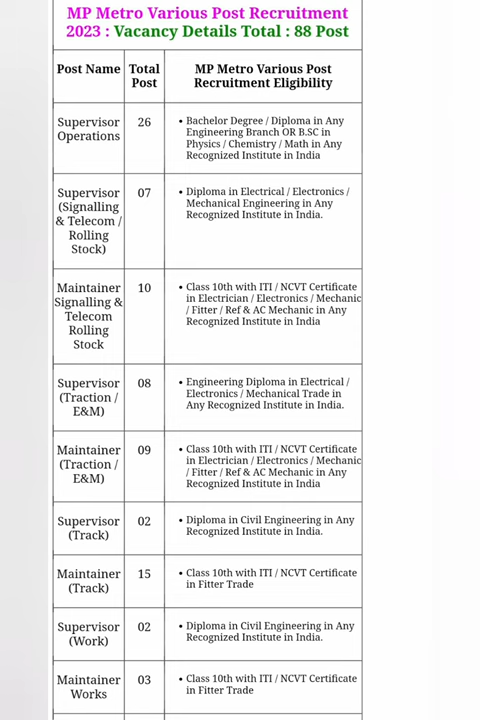 MP Metro Various Post Recruitment
2023 : Vacancy Details Total : 88 Post
Post Name
Total
Post
MP Metro Various Post
Recruitment Eligibility
Supervisor
Operations
26
• Bachelor Degree / Diploma in Any
Engineering Branch OR B.SC in
Physics / Chemistry / Math in Any
Recognized Institute in India
Supervisor
(Signalling
& Telecom /
Rolling
Stock)
07
• Diploma in Electrical / Electronics /
Mechanical Engineering in Any
Recognized Institute in India.
Maintainer
Signalling &
Telecom
Rolling
Stock
10
• Class 10th with ITI / NCVT Certificate
in Electrician / Electronics / Mechanic
/ Fitter / Ref & AC Mechanic in Any
Recognized Institute in India
Supervisor
(Traction /
E&M)
08
• Engineering Diploma in Electrical /
Electronics / Mechanical Trade in
Any Recognized Institute in India.
Maintainer
(Traction /
E&M)
09
• Class 10th with ITI / NCVT Certificate
in Electrician / Electronics / Mechanic
/ Fitter / Ref & AC Mechanic in Any
Recognized Institute in India
Supervisor
(Track)
02
• Diploma in Civil Engineering in Any
Recognized Institute in India.
Maintainer
(Track)
15
• Class 10th with ITI / NCVT Certificate
in Fitter Trade
Supervisor
(Work)
02
• Diploma in Civil Engineering in Any
Recognized Institute in India.
Maintainer
Works
03
• Class 10th with ITI / NCVT Certificate
in Fitter Trade